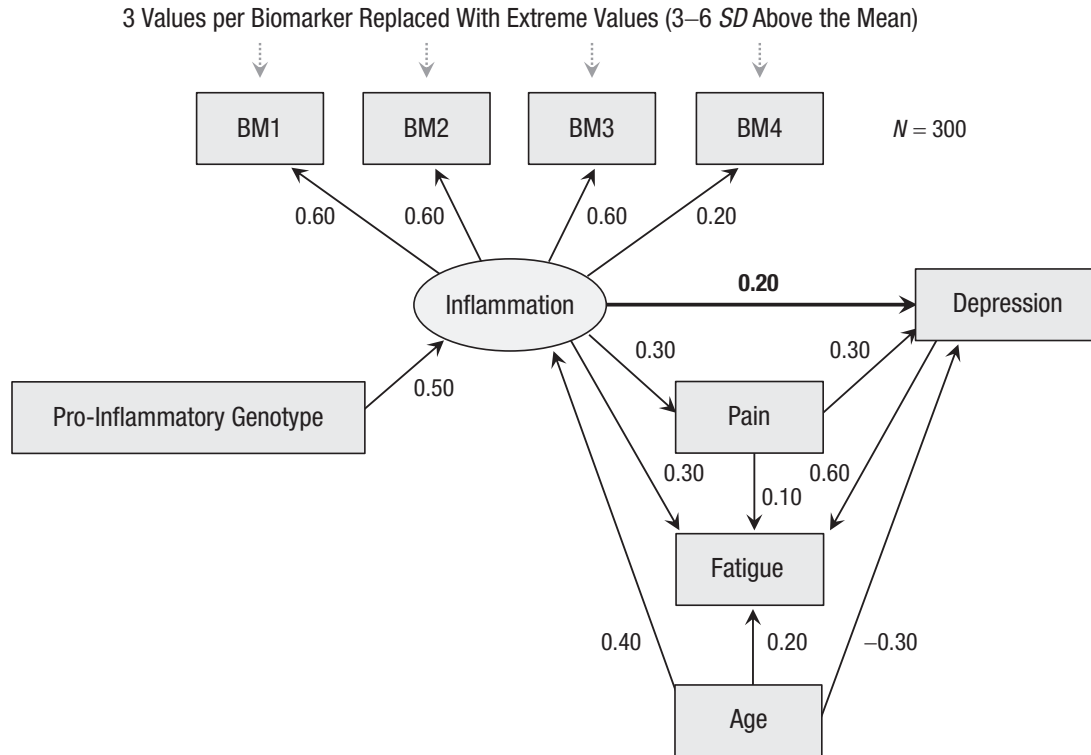 3 Values per Biomarker Replaced With Extreme Values (3–6 SD Above the Mean)
BM1
BM2
BM3
BM4
N = 300
0.60
0.60
0.60
0.20
Inflammation
0.20
Depression
0.30
0.30
Pro-Inflammatory Genotype
0.50
Pain
0.30
0.60
0.10
Fatigue
0.40
0.20
–0.30
Age